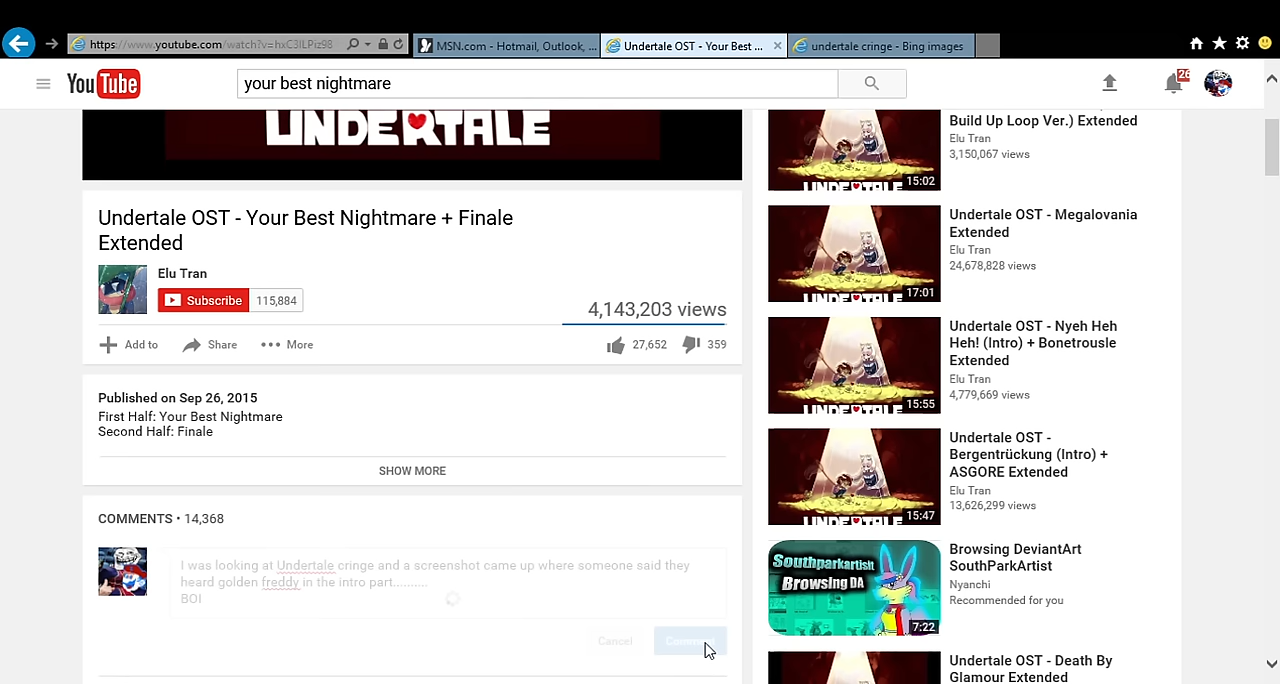 https://www.youtube.com/watch?v=hxC3ILPiz98
MSN.com - Hotmail, Outlook, ...
Undertale OST - Your Best ...
undertale cringe - Bing images
YouTube
your best nightmare
26
UNDERTALE
Undertale OST - Your Best Nightmare + Finale
Extended
Elu Tran
Subscribe 115,884
4,143,203 views
Add to Share More
27,652 359
Published on Sep 26, 2015
First Half: Your Best Nightmare
Second Half: Finale
SHOW MORE
COMMENTS • 14,368
I was looking at Undertale cringe and a screenshot came up where someone said they
heard golden freddy in the intro part..........
BOI
Cancel
Build Up Loop Ver.) Extended
Elu Tran
3,150,067 views
15:02
UNDERTALE
Undertale OST - Megalovania
Extended
Elu Tran
24,678,828 views
17:01
UNDERTALE
Undertale OST - Nyeh Heh
Heh! (Intro) + Bonetrousle
Extended
Elu Tran
4,779,669 views
15:55
UNDERTALE
Undertale OST -
Bergentrückung (Intro) +
ASGORE Extended
Elu Tran
13,626,299 views
15:47
UNDERTALE
Browsing DeviantArt
SouthParkArtist
Nyanchi
Recommended for you
Southparkartist
Browsing DA
7:22
Undertale OST - Death By
Glamour Extended